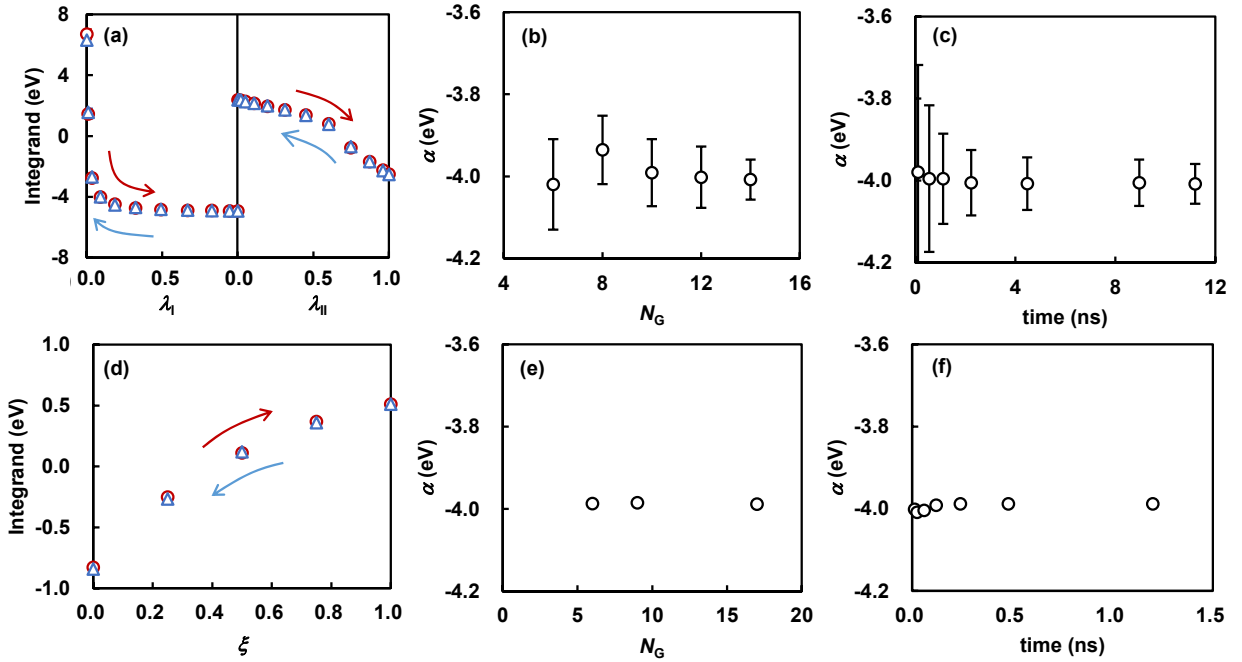 (a)
Integrand (eV)
8
4
0
-4
-8
0.0 0.5 0.0 0.5 1.0
λI λII
(b)
α (eV)
-3.6
-3.8
-4.0
-4.2
4 8 12 16
NG
(c)
α (eV)
-3.6
-3.8
-4.0
-4.2
0 4 8 12
time (ns)
(d)
Integrand (eV)
1.0
0.5
0.0
-0.5
-1.0
0.0 0.2 0.4 0.6 0.8 1.0
ξ
(e)
α (eV)
-3.6
-3.8
-4.0
-4.2
0 5 10 15 20
NG
(f)
α (eV)
-3.6
-3.8
-4.0
-4.2
0.0 0.5 1.0 1.5
time (ns)